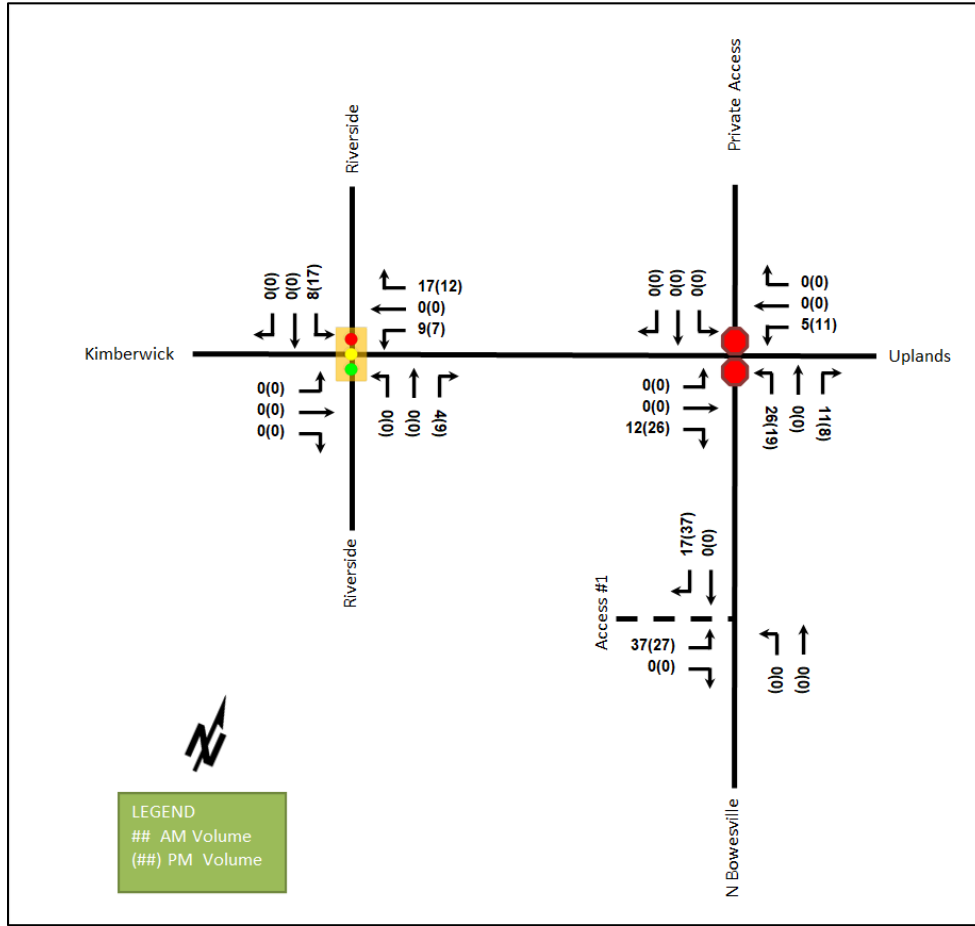 Private Access
Riverside
0(0)
0(0)
8(17)
17(12)
0(0)
9(7)
0(0)
0(0)
0(0)
0(0)
0(0)
5(11)
Kimberwick
Uplands
0(0)
0(0)
0(0)
0(0)
0(0)
4(9)
0(0)
0(0)
12(26)
26(19)
0(0)
11(8)
Riverside
17(37)
0(0)
Access #1
37(27)
0(0)
0(0)
0(0)
N
LEGEND
## AM Volume
(##) PM Volume
N Bowesville